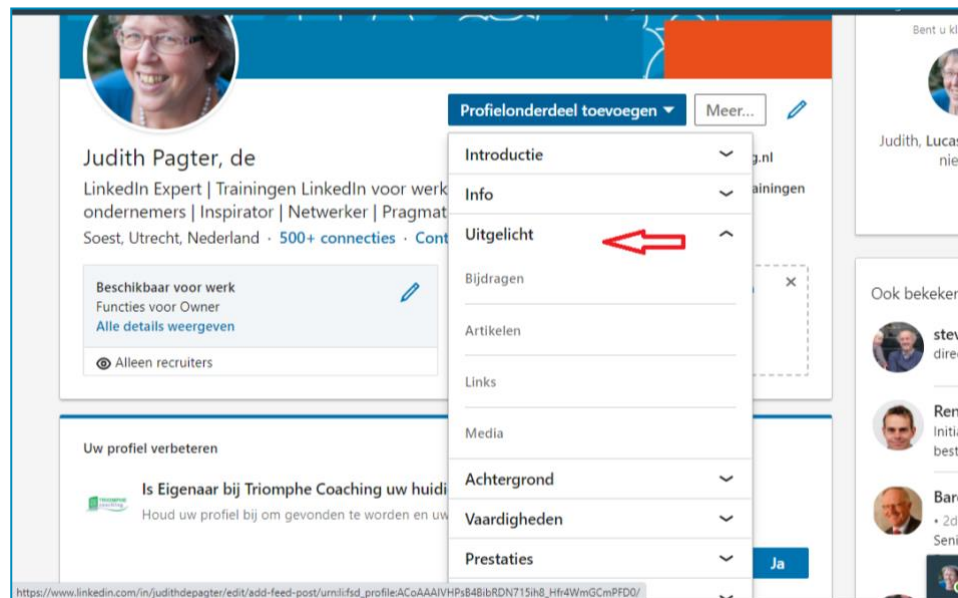 Bent u kl
Profielonderdeel toevoegen
Meer...
Judith Pagter, de
LinkedIn Expert | Trainingen LinkedIn voor werk
ondernemers | Inspirator | Netwerker | Pragmat
Soest, Utrecht, Nederland · 500+ connecties · Cont
g.nl
ainingen
Introductie
Info
Uitgelicht
Bijdragen
Artikelen
Links
Media
Achtergrond
Vaardigheden
Prestaties
Beschikbaar voor werk
Functies voor Owner
Alle details weergeven
Alleen recruiters
Uw profiel verbeteren
Is Eigenaar bij Triomphe Coaching uw huidi
Houd uw profiel bij om gevonden te worden en uw
Ja
Judith, Lucas
nie
Ook bekeken
stev
direc
Ren
Initia
best
Bar
• 2d
Seni
https://www.linkedin.com/in/judithdepagter/edit/add-feed-post/urn:li:fsd_profile:ACoAAAIVHPsB4BibRDN715ih8_Hfr4WmGCmPFD0/